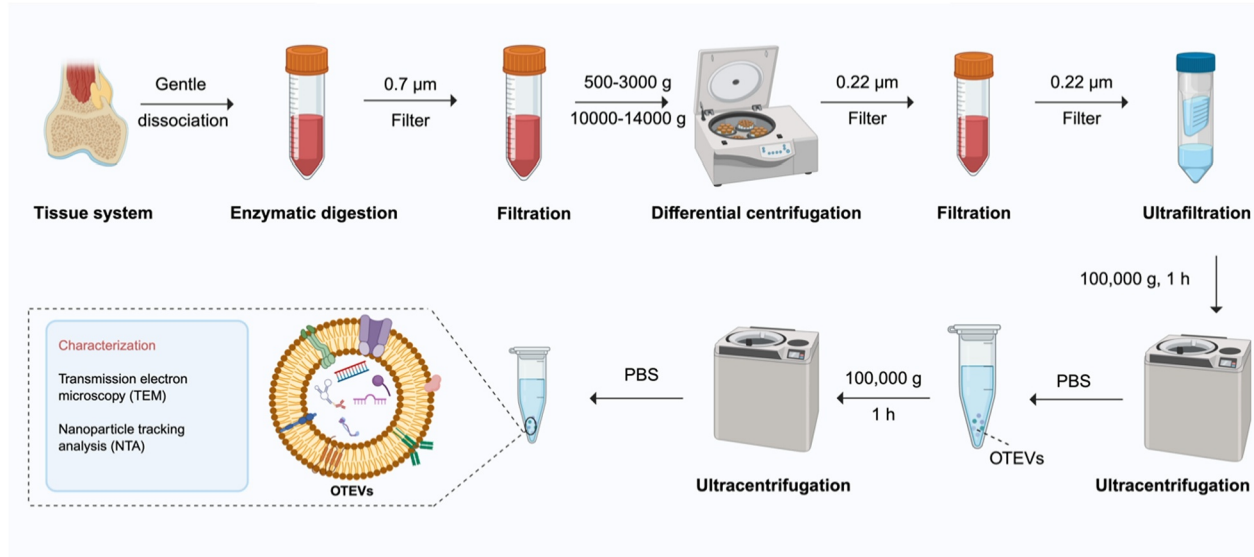 Gentle
dissociation
0.7 µm
Filter
500-3000 g
10000-14000 g
0.22 µm
Filter
0.22 µm
Filter
Tissue system
Enzymatic digestion
Filtration
Differential centrifugation
Filtration
Ultrafiltration
100,000 g, 1 h
PBS
OTEVs
Ultracentrifugation
100,000 g
1 h
Ultracentrifugation
PBS
Characterization
Transmission electron
microscopy (TEM)
Nanoparticle tracking
analysis (NTA)
OTEVs